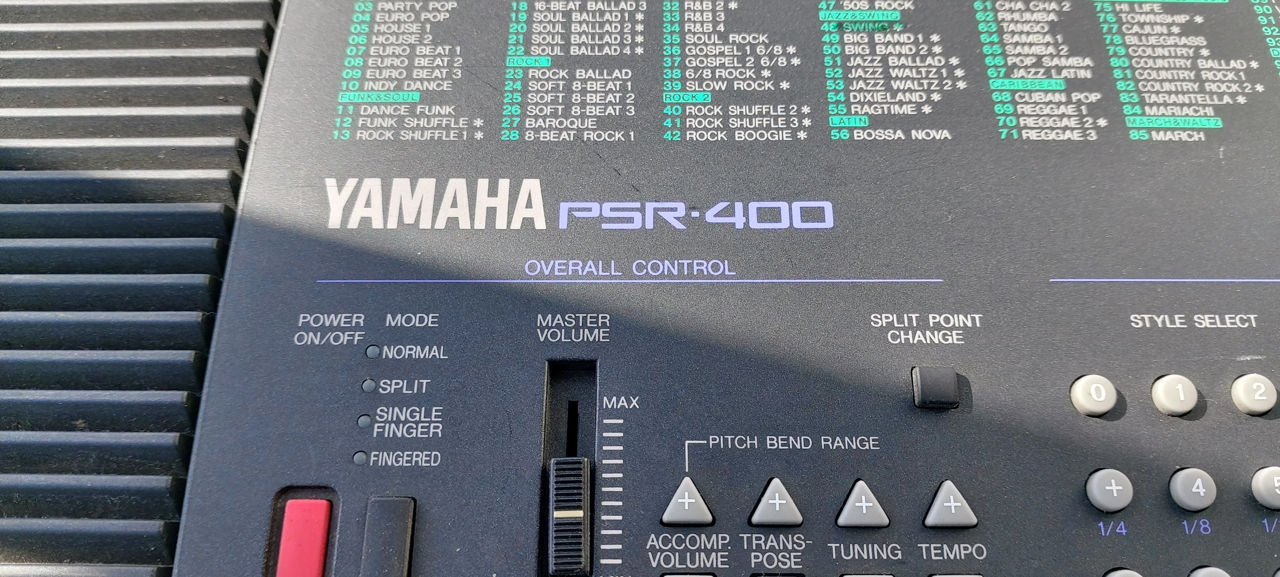 03 PARTY POP
04 EURO POP
05 HOUSE 1
06 HOUSE 2
07 EURO BEAT 1
08 EURO BEAT 2
09 EURO BEAT 3
10 INDY DANCE
FUNK&SOUL
11 DANCE FUNK
12 FUNK SHUFFLE *
13 ROCK SHUFFLE 1 *
18 16-BEAT BALLAD 3
19 SOUL BALLAD 1 *
20 SOUL BALLAD 2 *
21 SOUL BALLAD 3 *
22 SOUL BALLAD 4 *
ROCK 1
23 ROCK BALLAD
24 SOFT 8-BEAT 1
25 SOFT 8-BEAT 2
26 SOFT 8-BEAT 3
27 BAROQUE
28 8-BEAT ROCK 1
32 R&B 2 *
33 R&B 3
34 R&B 4
35 SOUL ROCK
36 GOSPEL 1 6/8 *
37 GOSPEL 2 6/8 *
38 6/8 ROCK *
39 SLOW ROCK *
ROCK 2
40 ROCK SHUFFLE 2 *
41 ROCK SHUFFLE 3 *
42 ROCK BOOGIE *
47 '50S ROCK
JAZZ&SWING
48 SWING *
49 BIG BAND 1 *
50 BIG BAND 2 *
51 JAZZ BALLAD *
52 JAZZ WALTZ 1 *
53 JAZZ WALTZ 2 *
54 DIXIELAND *
55 RAGTIME *
LATIN
56 BOSSA NOVA
61 CHA CHA 2
62 RHUMBA
63 TANGO
64 SAMBA 1
65 SAMBA 2
66 POP SAMBA
67 JAZZ LATIN
CARIBBEAN
68 CUBAN POP
69 REGGAE 1
70 REGGAE 2 *
71 REGGAE 3
75 HI LIFE
76 TOWNSHIP *
77 CAJUN *
78 BLUEGRASS
79 COUNTRY *
80 COUNTRY BALLAD *
81 COUNTRY ROCK 1
82 COUNTRY ROCK 2 *
83 TARANTELLA *
84 MARIACHI
MARCH&WALTZ
85 MARCH
90
91
92
YAMAHA PSR-400
OVERALL CONTROL
POWER
ON/OFF
MODE
NORMAL
SPLIT
SINGLE
FINGER
FINGERED
MASTER
VOLUME
MAX
SPLIT POINT
CHANGE
STYLE SELECT
0 1 2
PITCH BEND RANGE
+ + + +
+ 4 5
1/4 1/8
ACCOMP.
VOLUME
TRANS-
POSE
TUNING
TEMPO